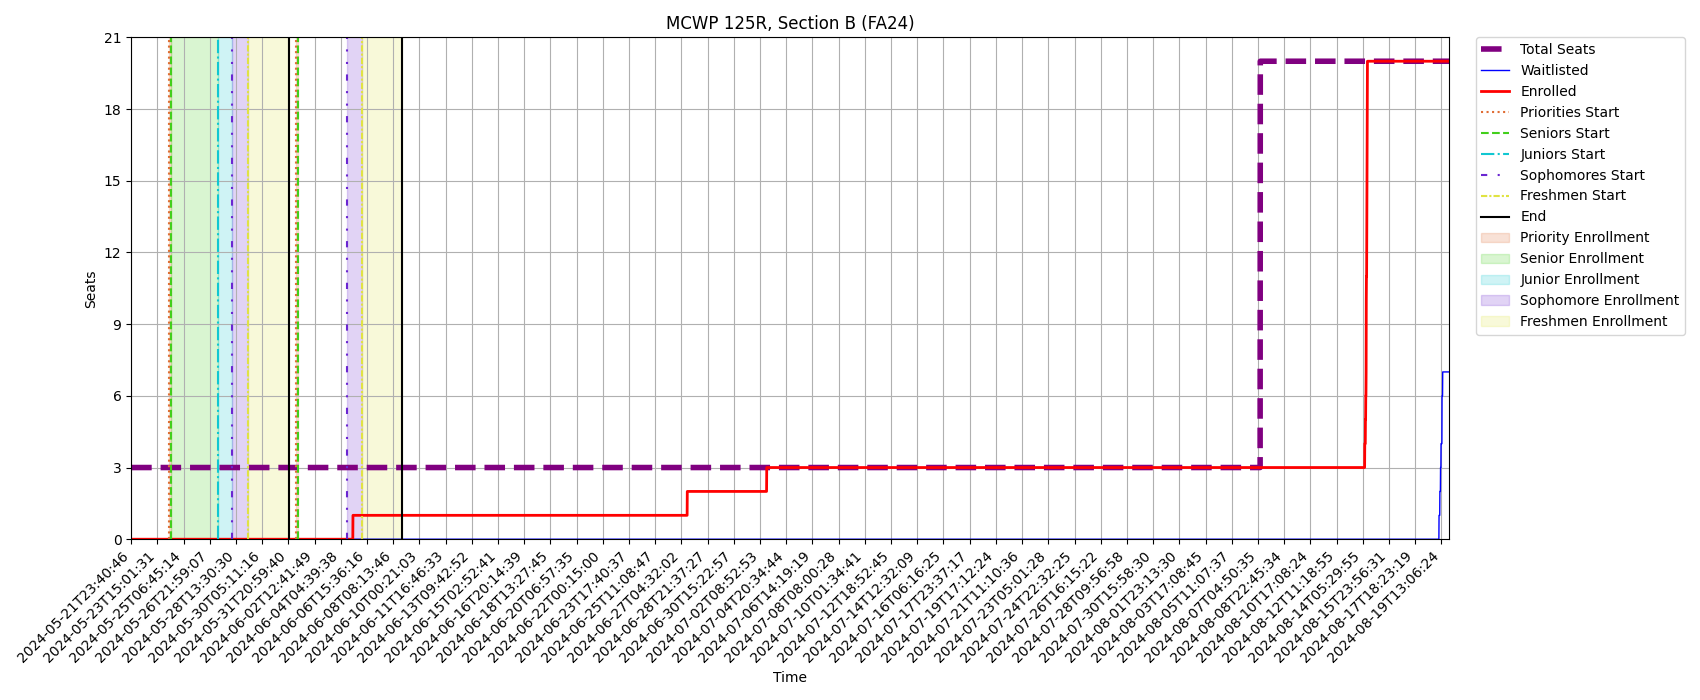 MCWP 125R, Section B (FA24)
21
18
15
12
9
6
3
0
Seats
2024-05-21T23:40:46
2024-05-23T15:01:31
2024-05-25T06:45:14
2024-05-26T21:59:07
2024-05-28T13:30:30
2024-05-30T05:11:16
2024-05-31T20:59:40
2024-06-02T12:41:49
2024-06-04T04:39:38
2024-06-06T15:36:16
2024-06-08T08:13:46
2024-06-10T00:21:03
2024-06-11T16:46:33
2024-06-13T09:42:52
2024-06-15T02:52:41
2024-06-16T20:14:39
2024-06-18T13:27:45
2024-06-20T06:57:35
2024-06-22T00:15:00
2024-06-23T17:40:37
2024-06-25T11:08:47
2024-06-27T04:32:02
2024-06-28T21:37:27
2024-06-30T15:22:57
2024-07-02T08:52:53
2024-07-04T20:34:44
2024-07-06T14:19:19
2024-07-08T08:00:28
2024-07-10T01:34:41
2024-07-12T18:52:45
2024-07-14T12:32:09
2024-07-16T06:16:25
2024-07-17T23:37:17
2024-07-19T17:12:24
2024-07-21T11:10:36
2024-07-23T05:01:28
2024-07-24T22:32:25
2024-07-26T16:15:22
2024-07-28T09:56:58
2024-07-30T15:58:30
2024-08-01T23:13:30
2024-08-03T17:08:45
2024-08-05T11:07:37
2024-08-07T04:50:35
2024-08-08T22:45:34
2024-08-10T17:08:24
2024-08-12T11:18:55
2024-08-14T05:29:55
2024-08-15T23:56:31
2024-08-17T18:23:19
2024-08-19T13:06:24
Time
Total Seats
Waitlisted
Enrolled
Priorities Start
Seniors Start
Juniors Start
Sophomores Start
Freshmen Start
End
Priority Enrollment
Senior Enrollment
Junior Enrollment
Sophomore Enrollment
Freshmen Enrollment